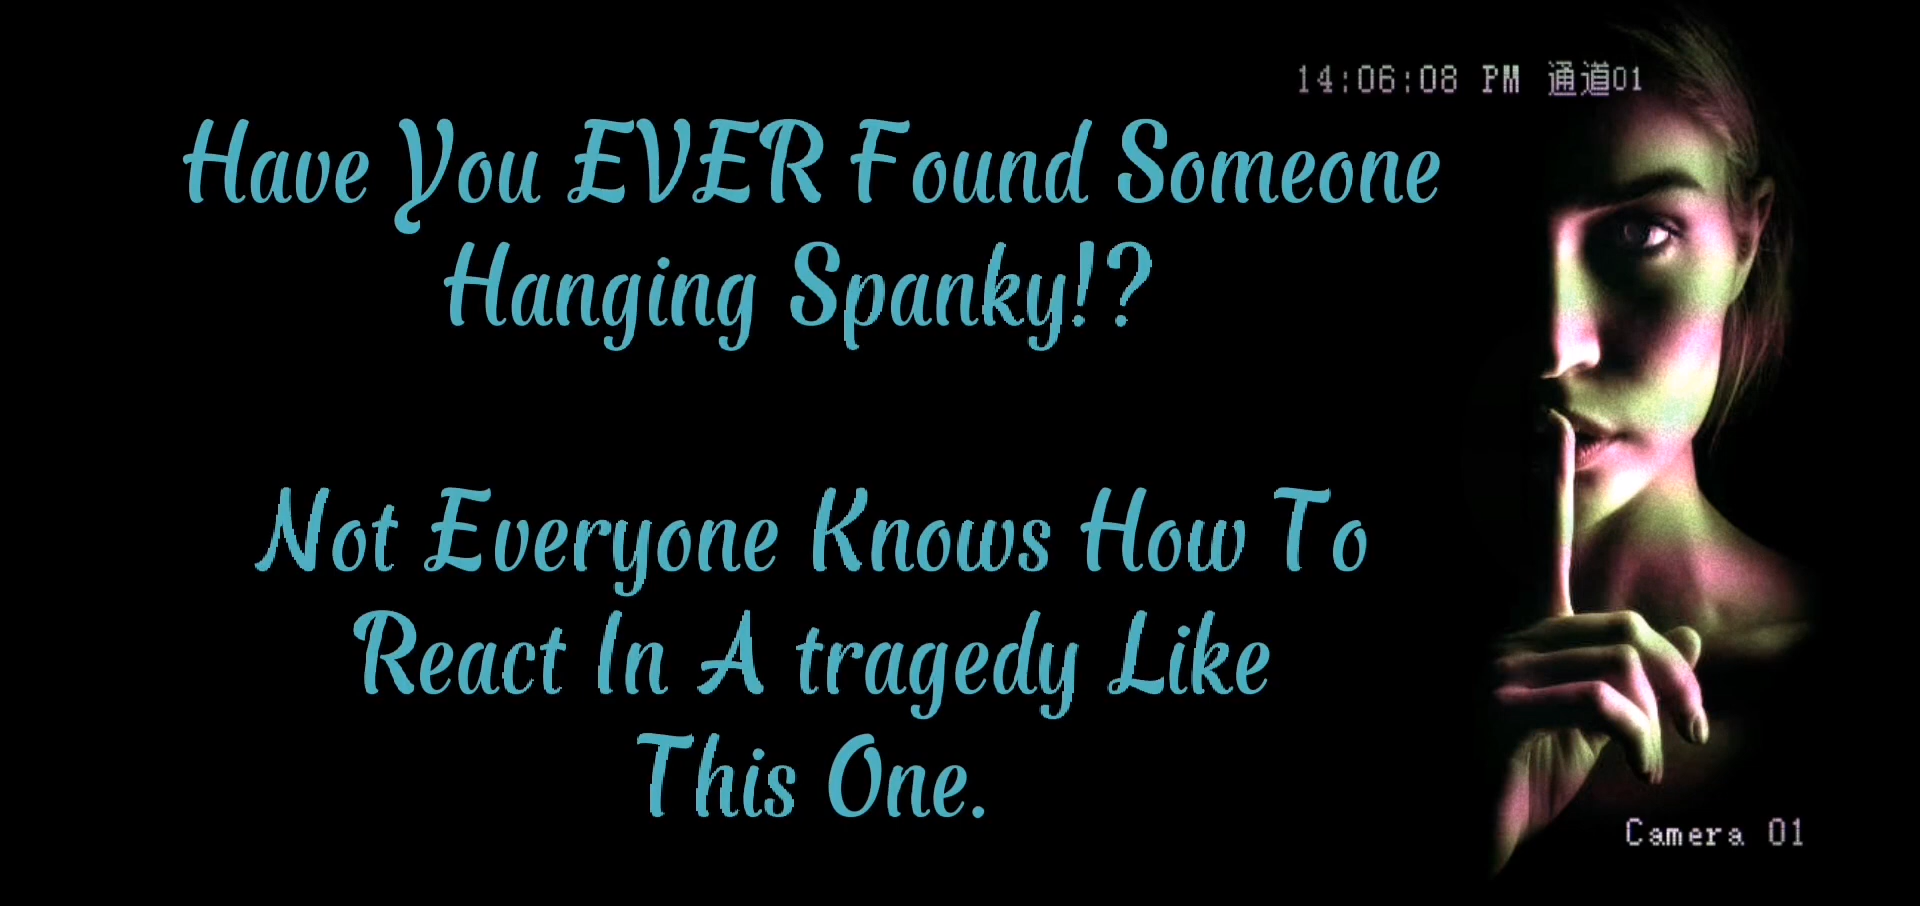 14:06:08 PM 通道01
Have You EVER Found Someone
Hanging Spanky!?
Not Everyone Knows How To
React In A tragedy Like
This One.
Camera 01